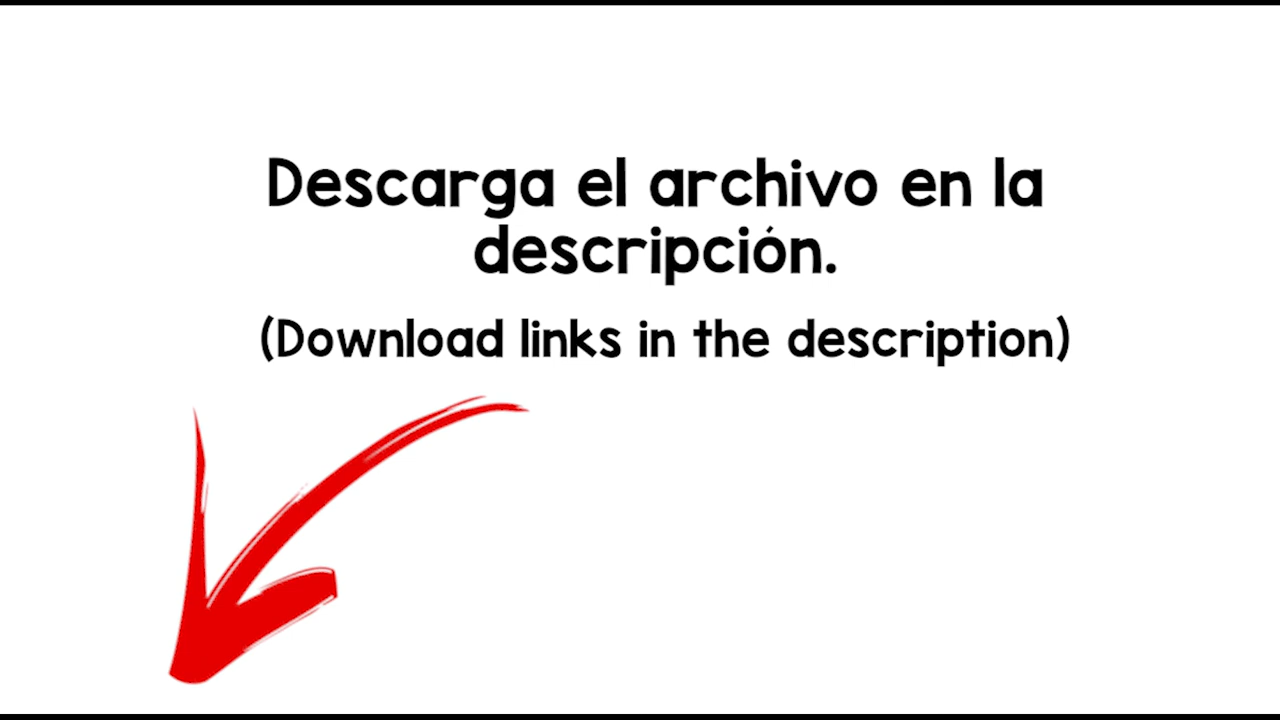 Descarga el archivo en la
descripción.
(Download links in the description)